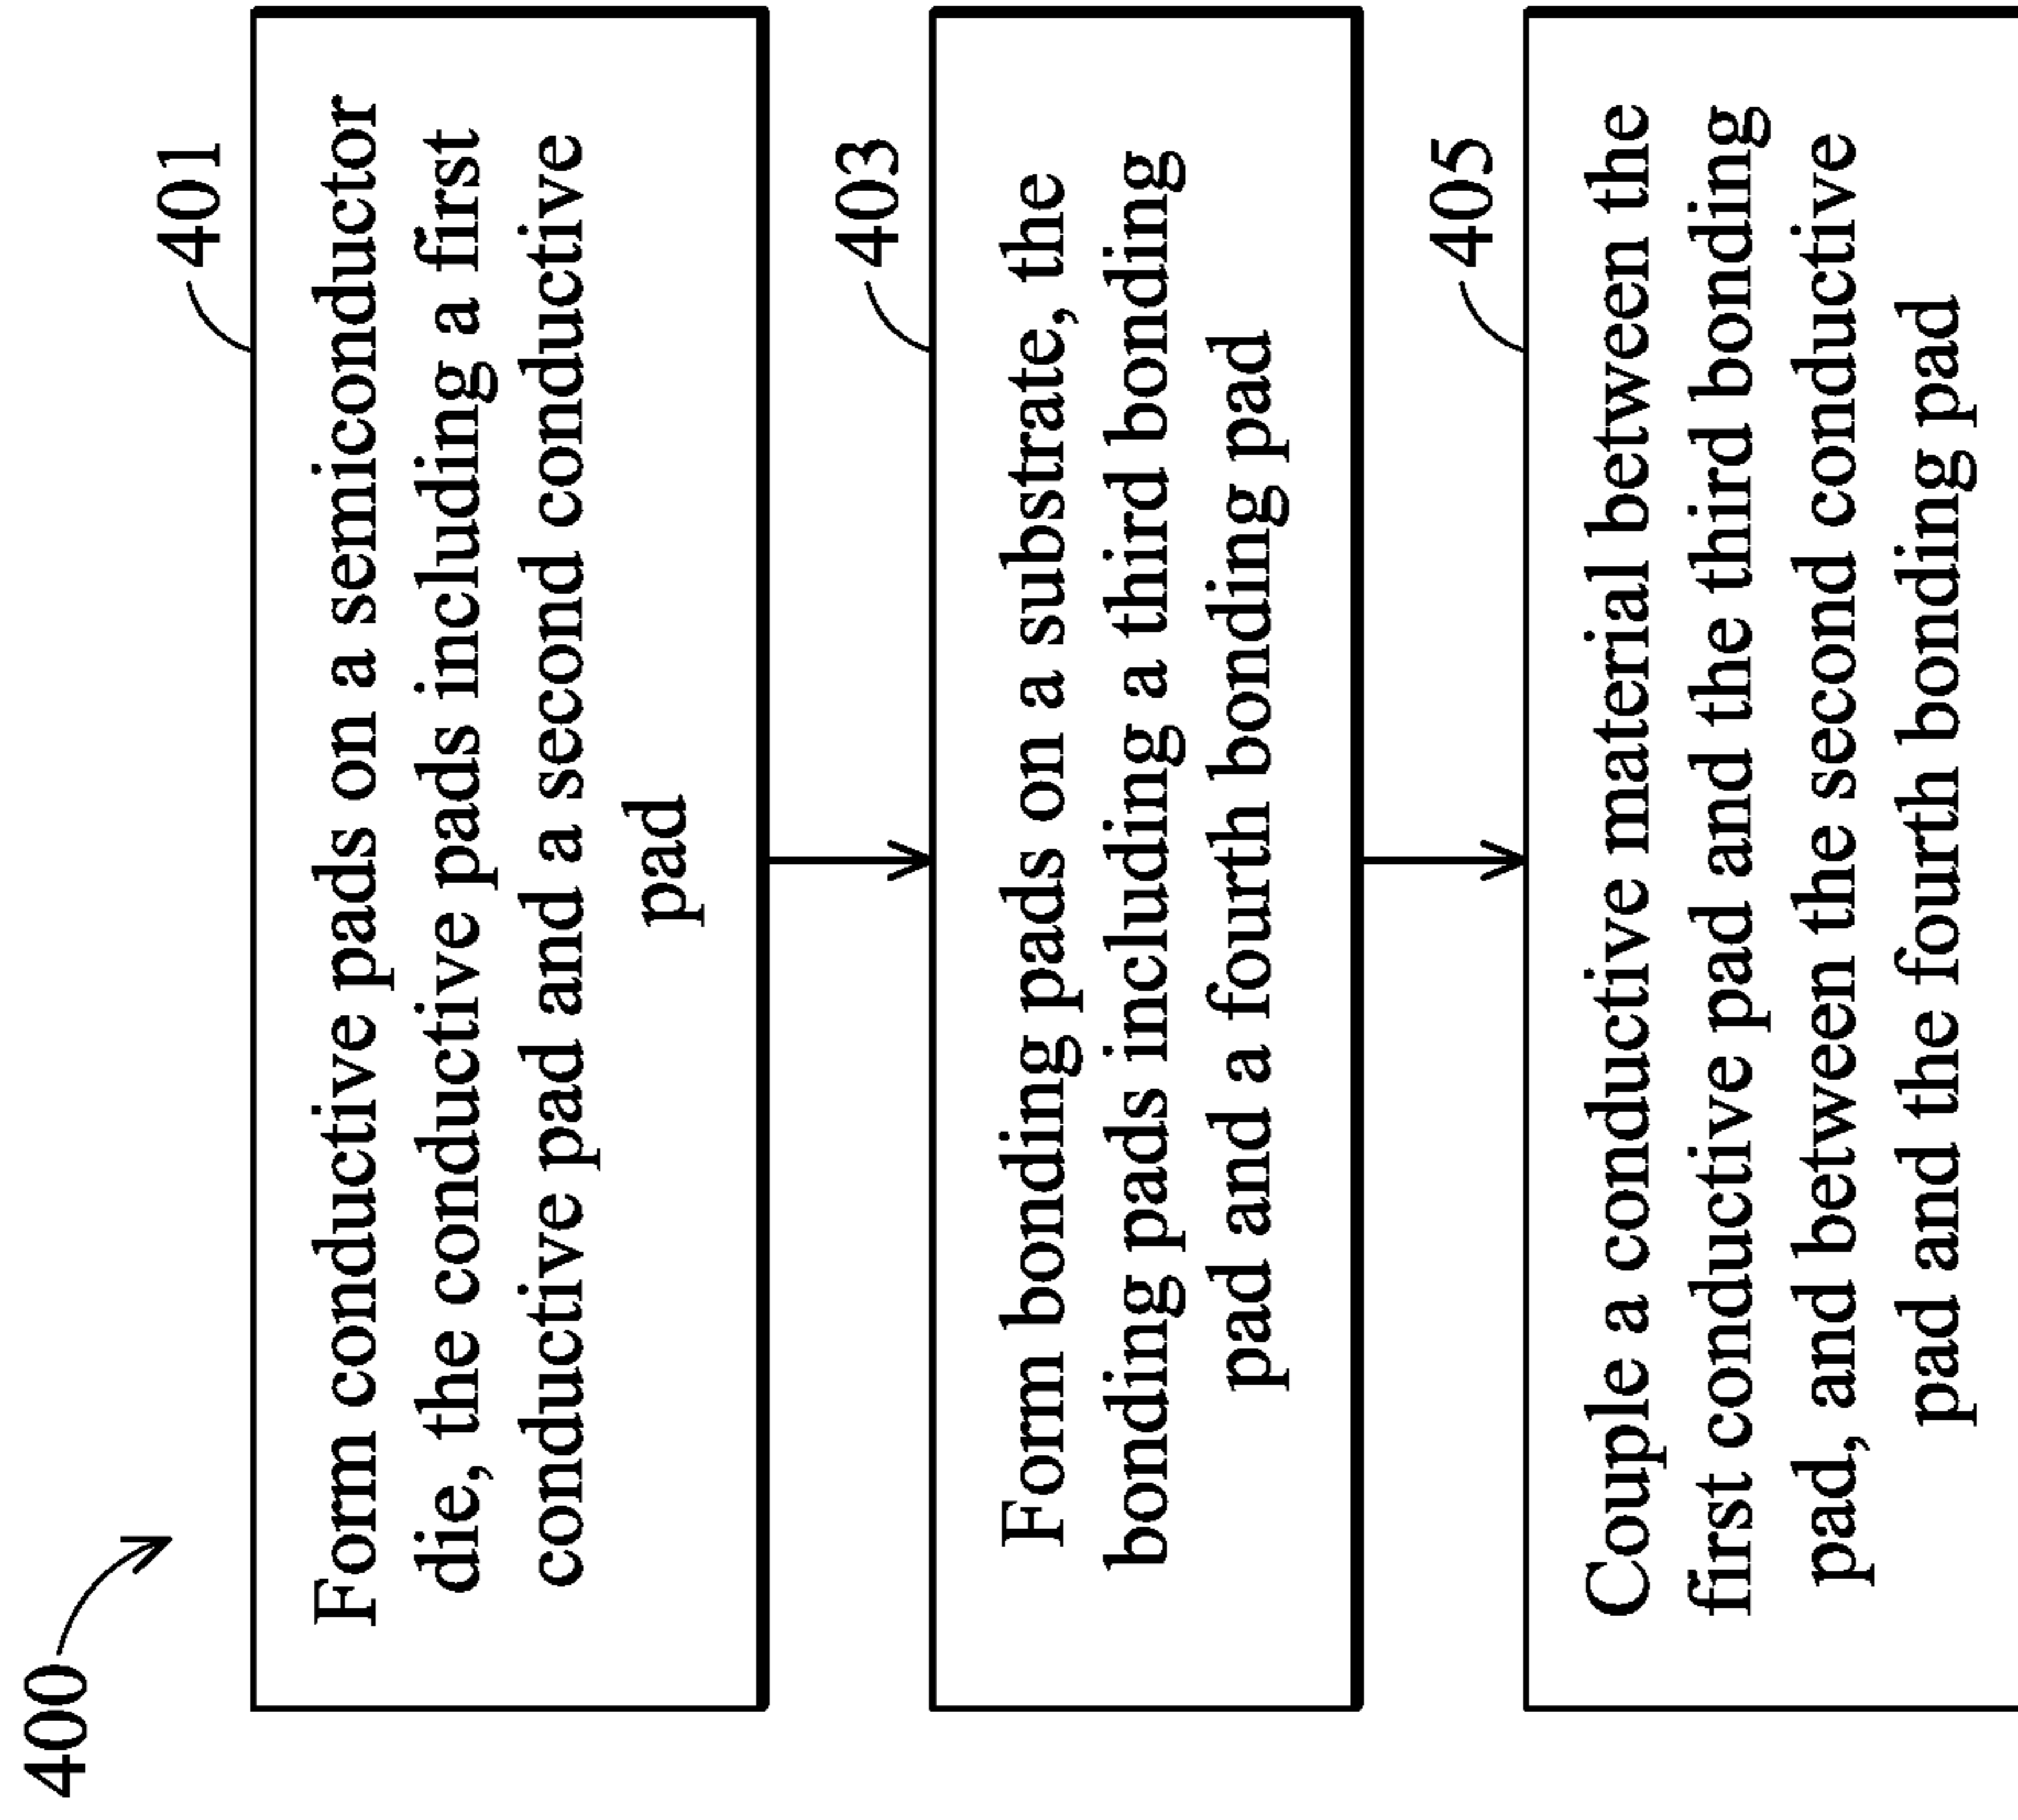 400
401
Form conductive pads on a semiconductor
die, the conductive pads including a first
conductive pad and a second conductive
pad
403
Form bonding pads on a substrate, the
bonding pads including a third bonding
pad and a fourth bonding pad
405
Couple a conductive material between the
first conductive pad and the third bonding
pad, and between the second conductive
pad and the fourth bonding pad